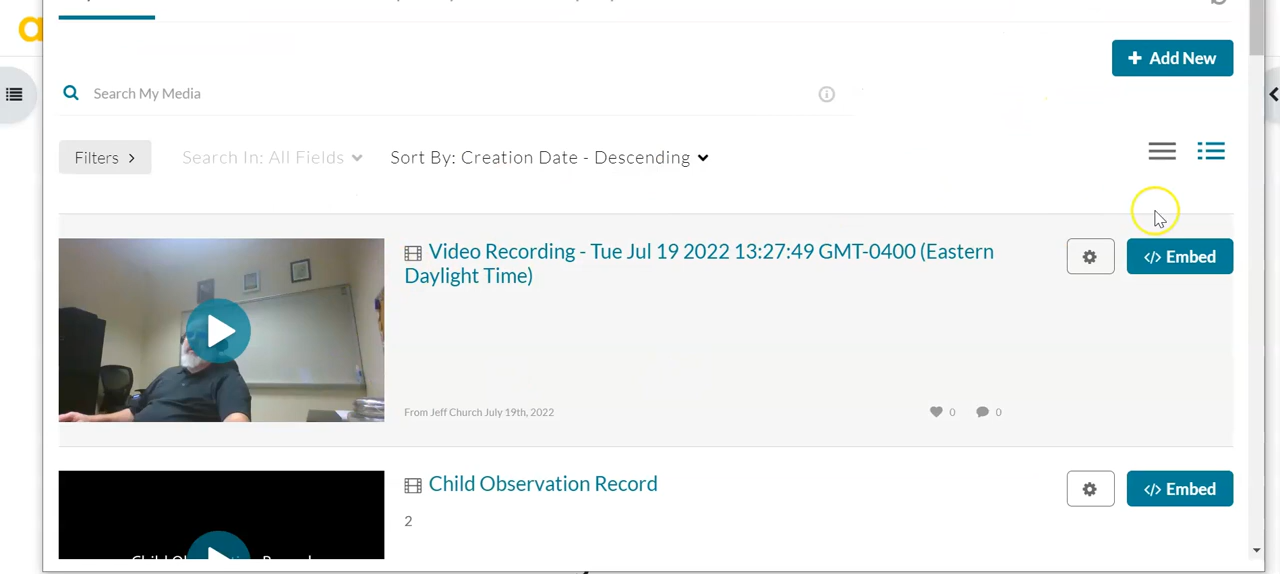 + Add New
Search My Media
Filters >
Search In: All Fields
Sort By: Creation Date - Descending
Video Recording - Tue Jul 19 2022 13:27:49 GMT-0400 (Eastern
Daylight Time)
</> Embed
From Jeff Church July 19th, 2022
0
0
Child Observation Record
</> Embed
2